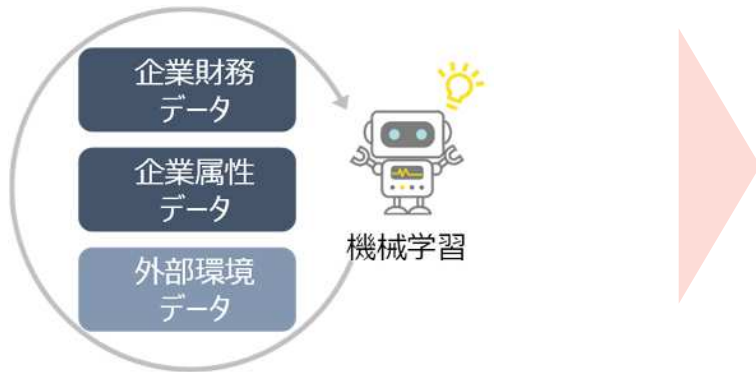 企業財務
データ
企業属性
データ
外部環境
データ
機械学習